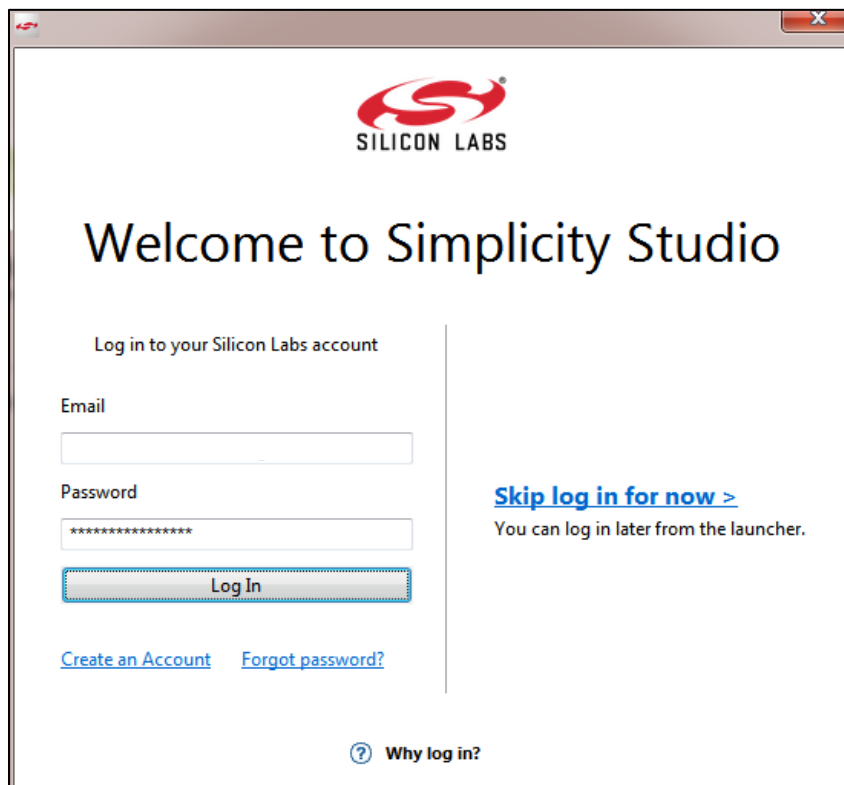 SILICON LABS
Welcome to Simplicity Studio
Log in to your Silicon Labs account
Email
Password
****************
Log In
Create an Account Forgot password?
Skip log in for now >
You can log in later from the launcher.
? Why log in?